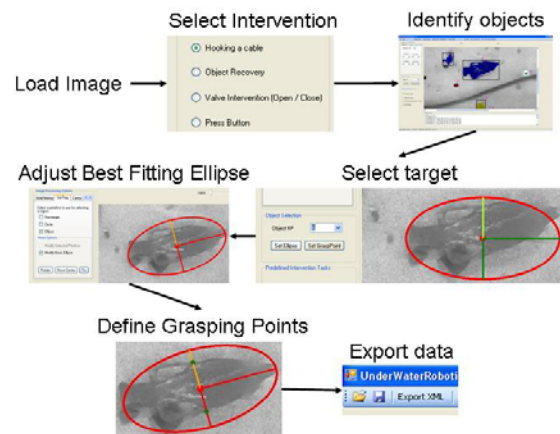 Select Intervention
Identify objects
Load Image
Hooking a cable
Object Recovery
Valve Intervention (Open / Close)
Press Button
Adjust Best Fitting Ellipse
Select target
Object Selection
Object Nº
Set Ellipse
Set GraspPoint
Predefined Intervention Tasks
Define Grasping Points
Export data
UnderWaterRoboti
Export XML